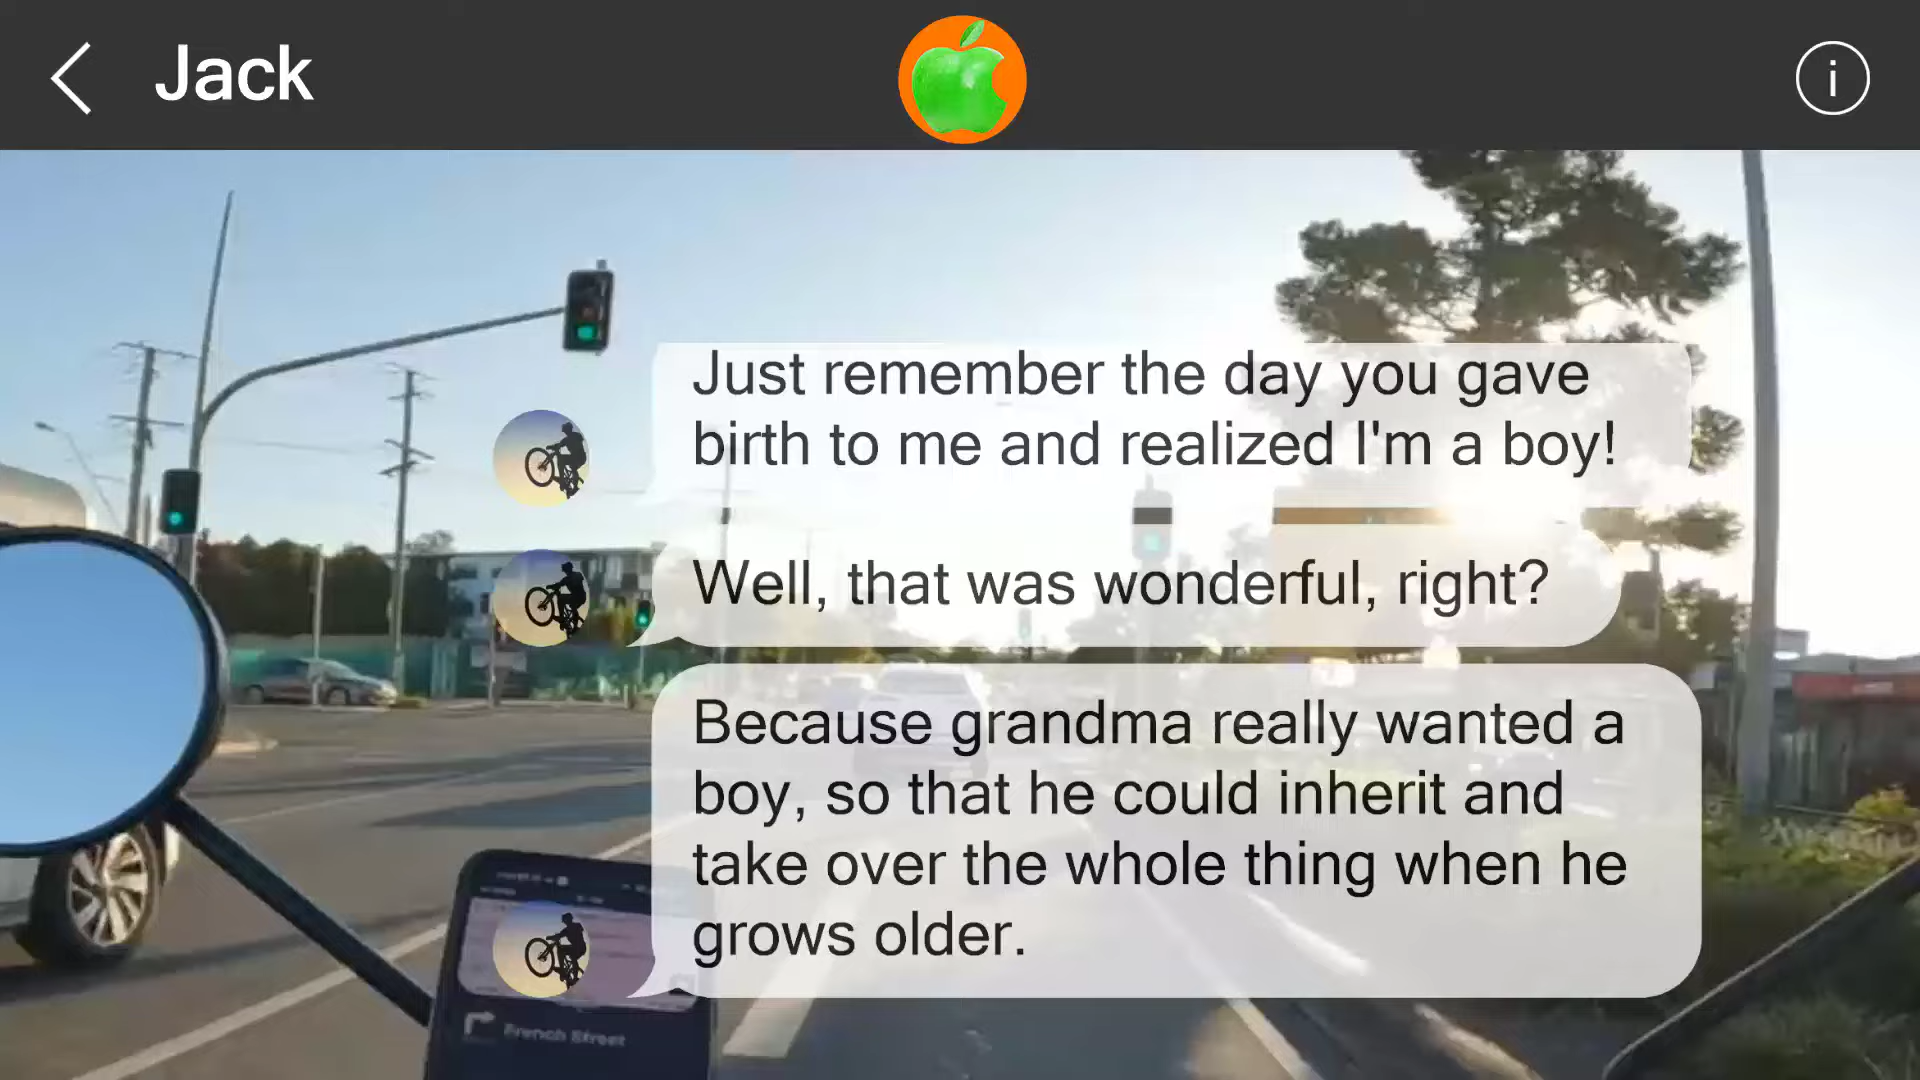 Jack
i
Just remember the day you gave
birth to me and realized I'm a boy!
Well, that was wonderful, right?
Because grandma really wanted a
boy, so that he could inherit and
take over the whole thing when he
grows older.
French Street